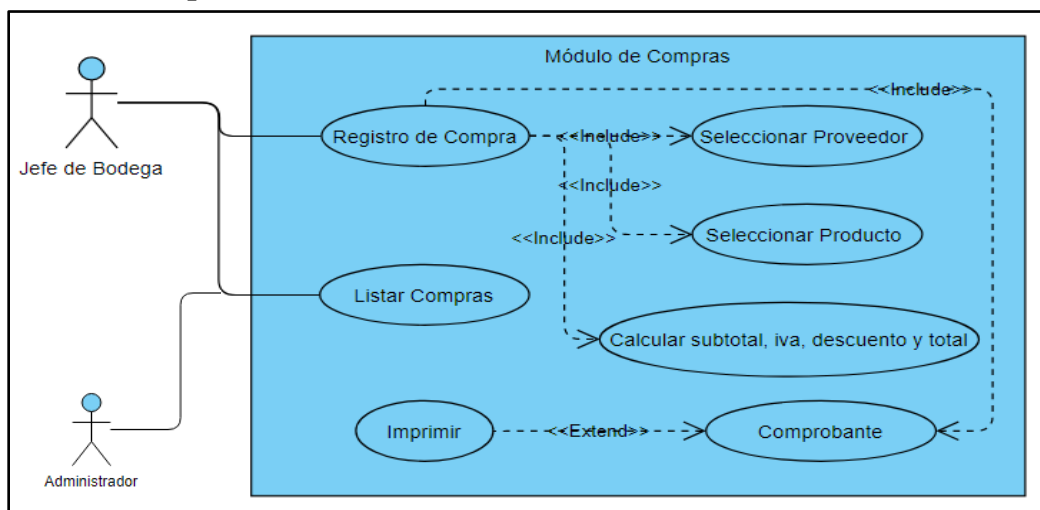 Módulo de Compras
<<Include>>
Registro de Compra
<<Include>>
Seleccionar Proveedor
Jefe de Bodega
<<Include>>
<<Include>>
Seleccionar Producto
Listar Compras
Calcular subtotal, iva, descuento y total
Imprimir
<<Extend>>
Comprobante
Administrador